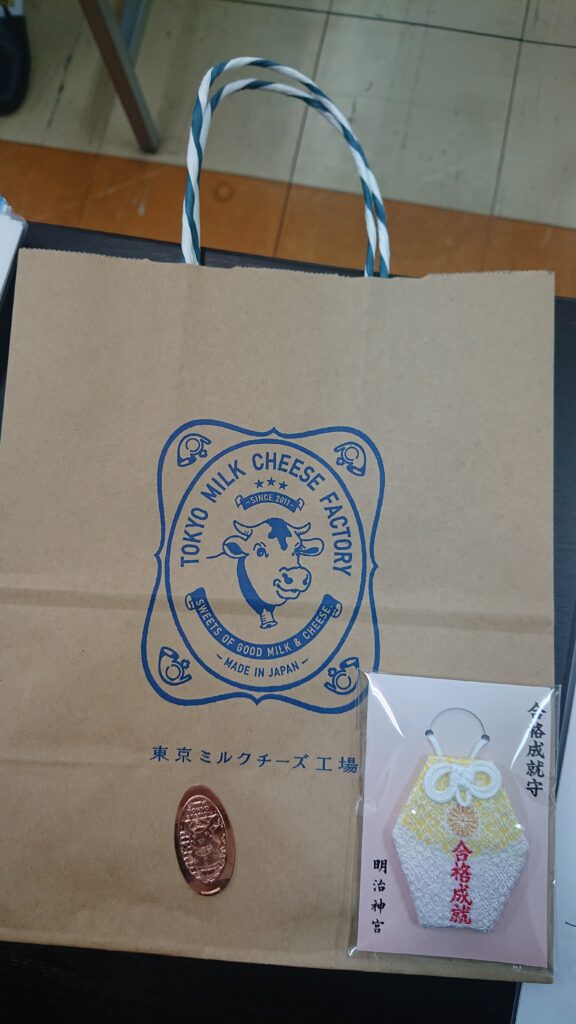 TOKYO MILK CHEESE FACTORY
- SINCE 2011 -
SWEETS OF GOOD MILK & CHEESE.
- MADE IN JAPAN -
東京ミルクチーズ工場
合格成就守
合格成就
明治神宮